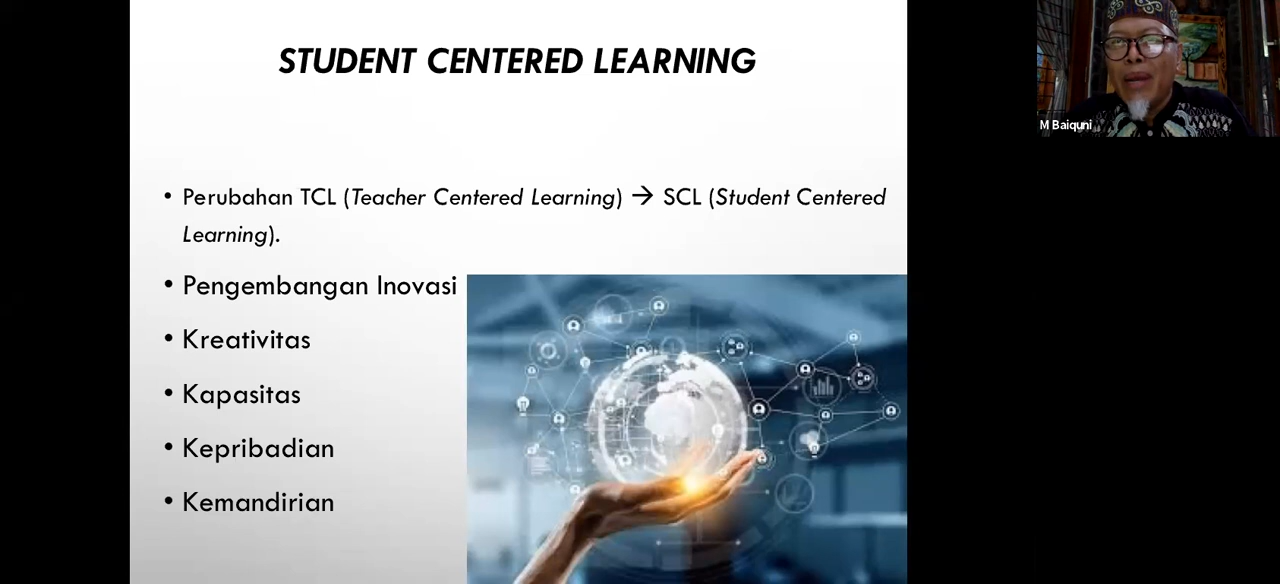 STUDENT CENTERED LEARNING
• Perubahan TCL (Teacher Centered Learning) → SCL (Student Centered
Learning).
• Pengembangan Inovasi
• Kreativitas
• Kapasitas
• Kepribadian
• Kemandirian
M Baiquni